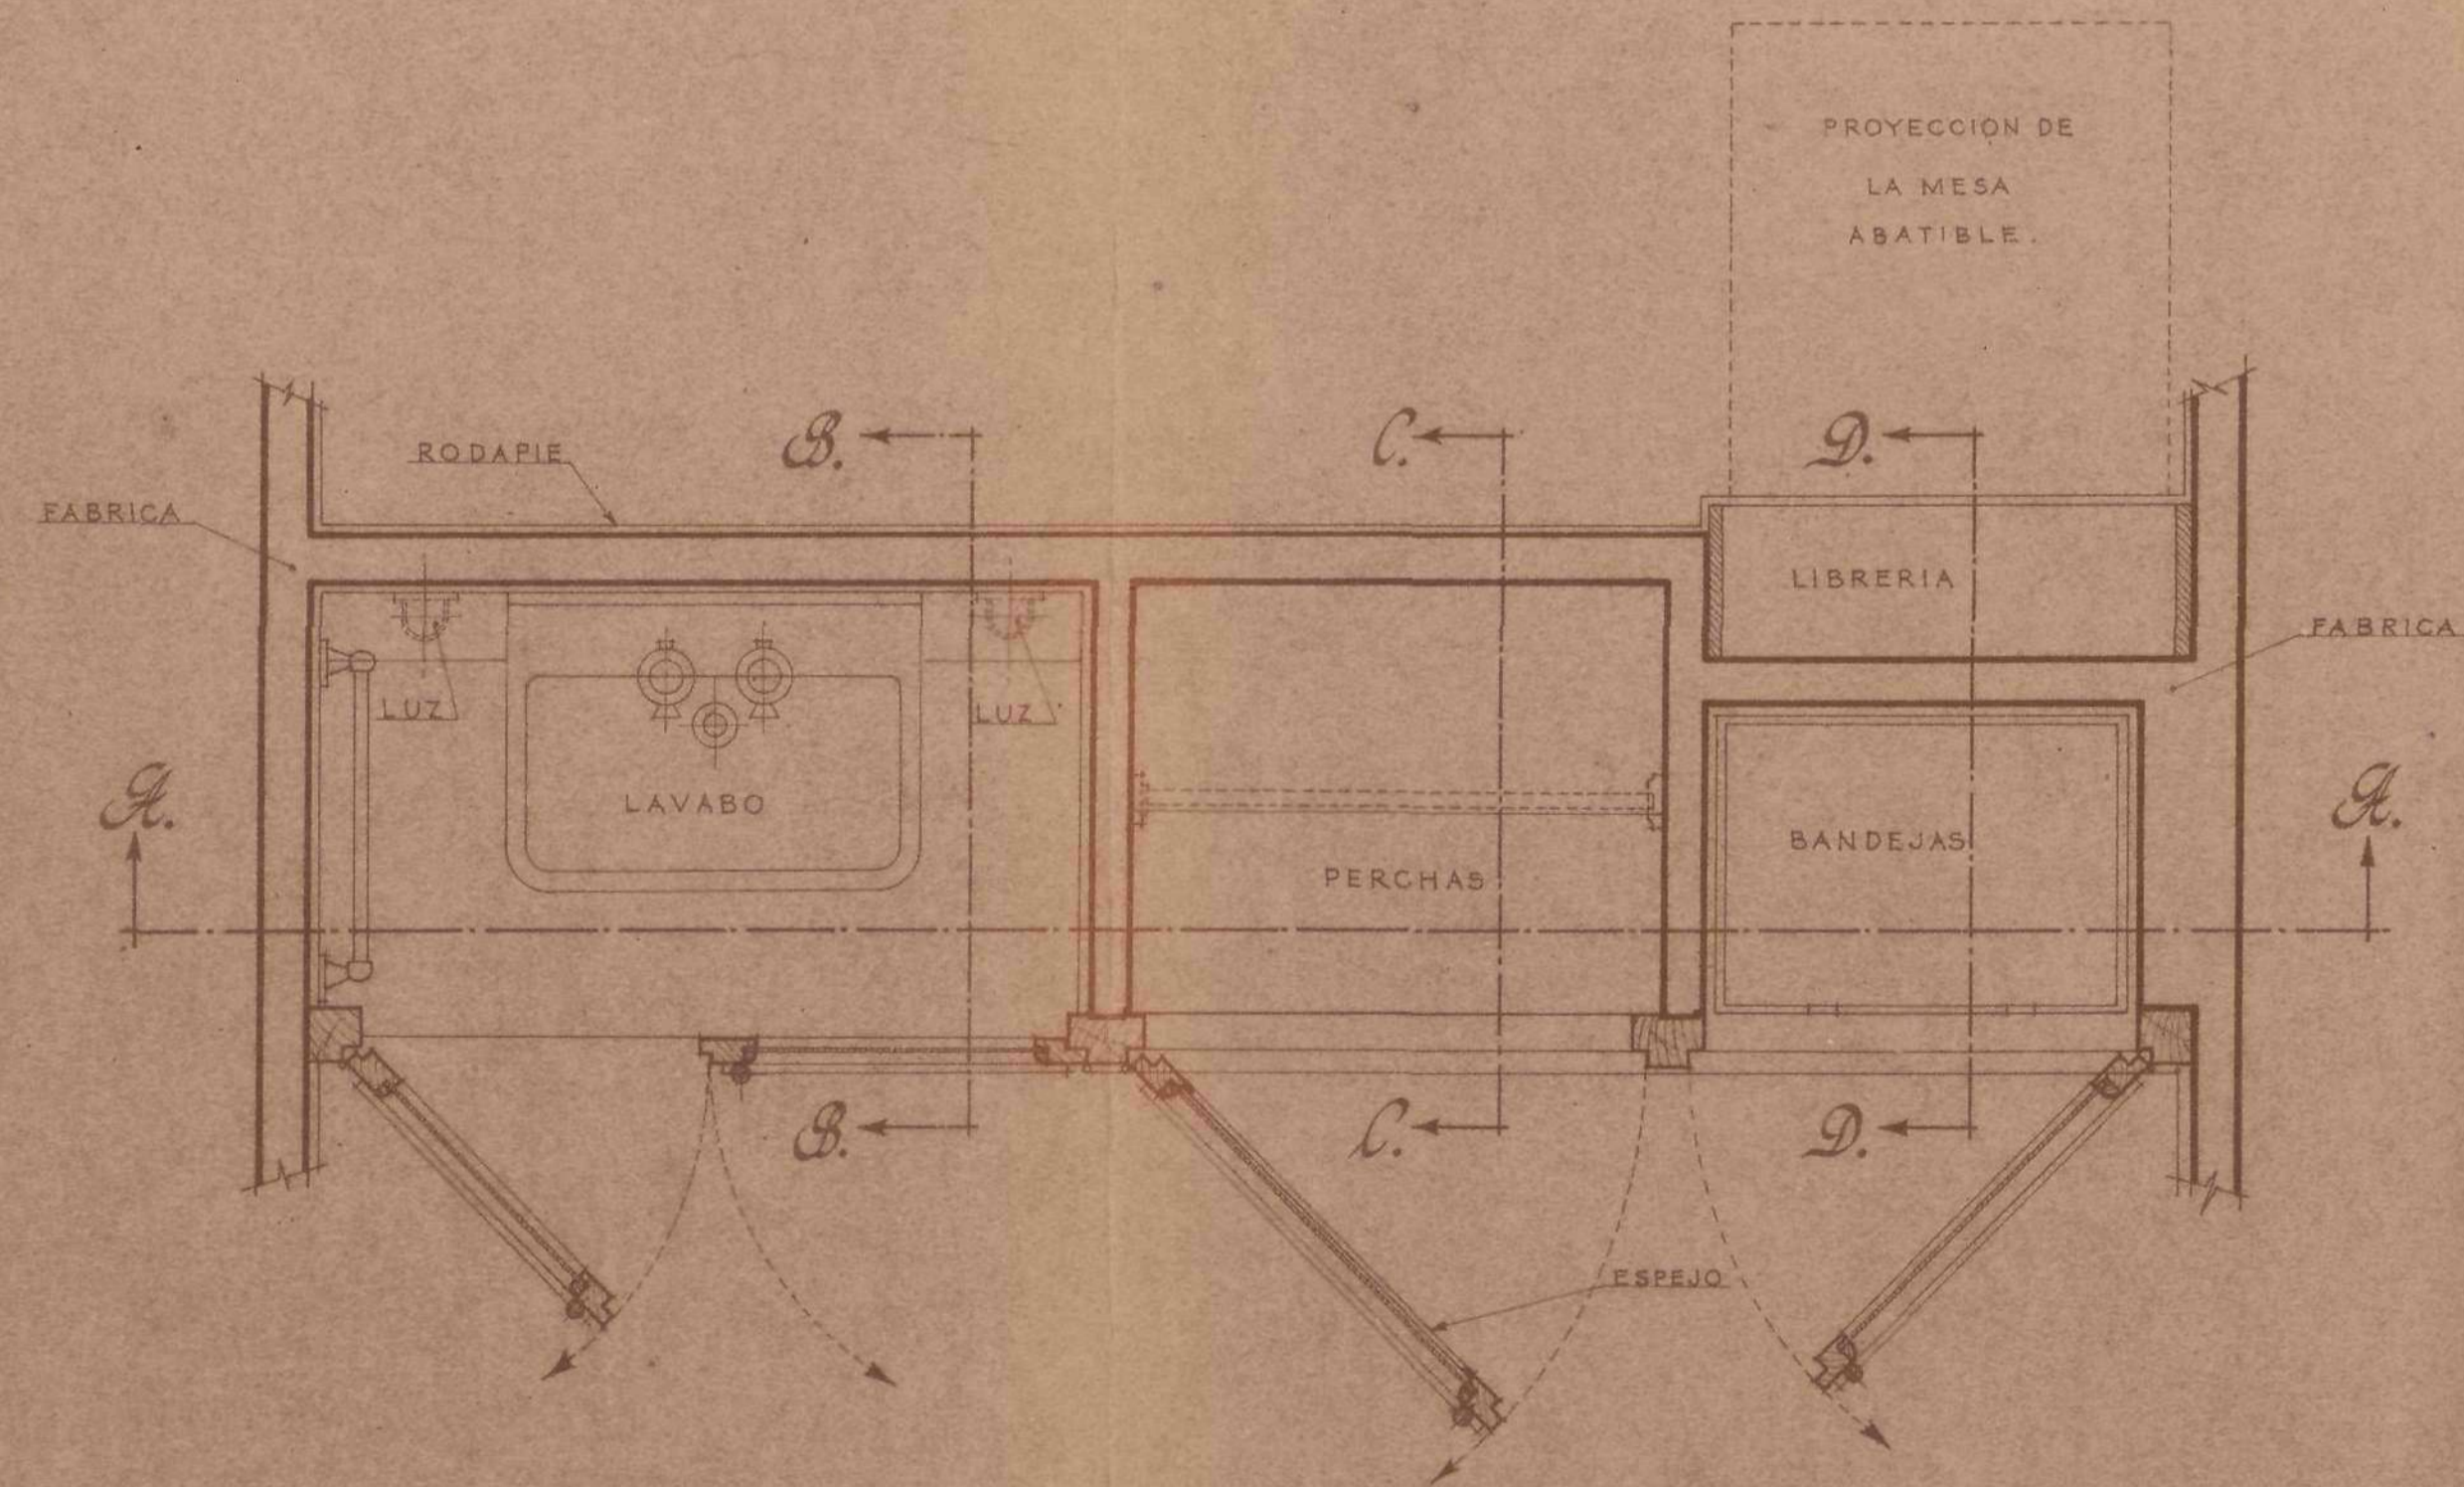 PROYECCION DE
LA MESA
ABATIBLE.
B.
C.
D.
RODAPIE
FABRICA
LIBRERIA
FABRICA
LUZ
LUZ
A.
LAVABO
A.
BANDEJAS
PERCHAS
B.
C.
D.
ESPEJO